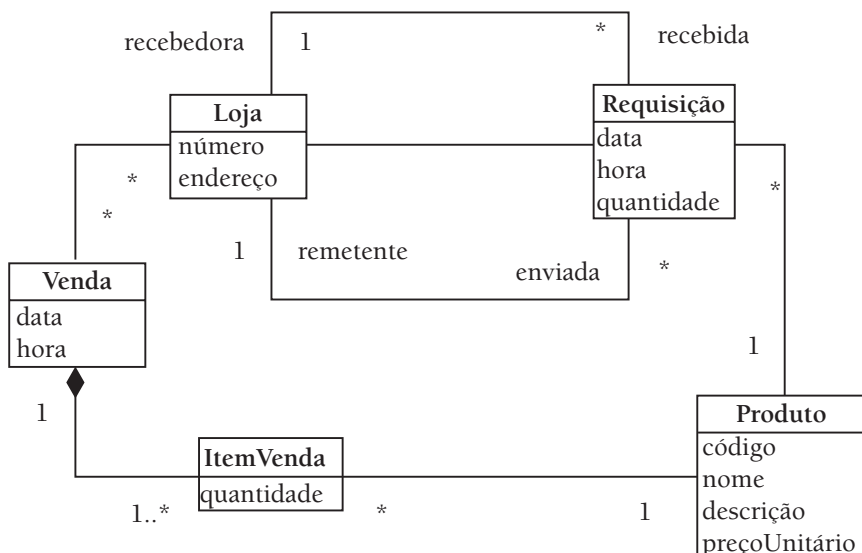 recebedora 1 * recebida
Loja
número
endereço
Requisição
data
hora
quantidade
*
*
*
1 remetente
enviada *
Venda
data
hora
1
1
ItemVenda
quantidade
1..* * 1
Produto
código
nome
descrição
preçoUnitário